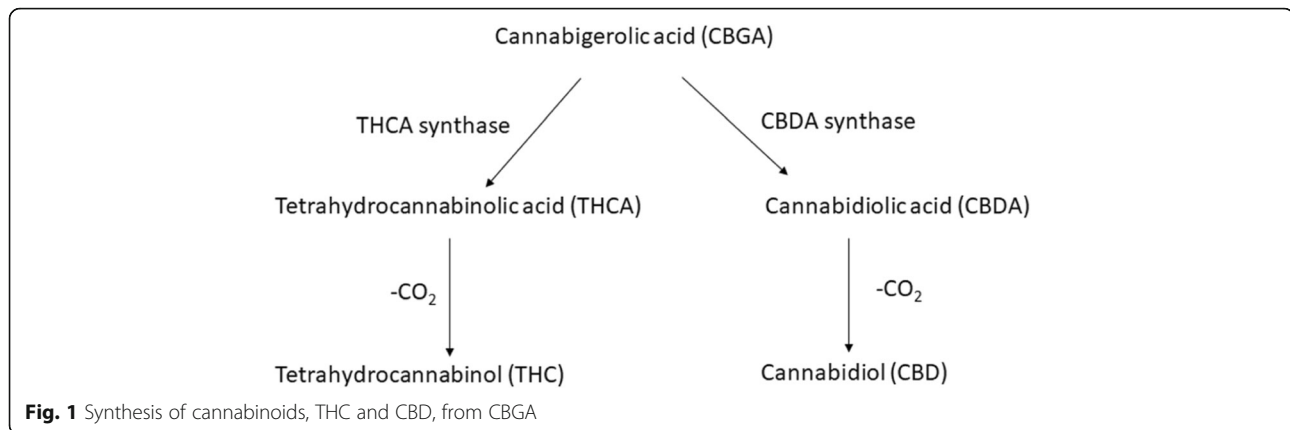 Cannabigerolic acid (CBGA)
THCA synthase
CBDA synthase
Tetrahydrocannabinolic acid (THCA)
Cannabidiolic acid (CBDA)
-CO₂
-CO₂
Tetrahydrocannabinol (THC)
Cannabidiol (CBD)
Fig. 1 Synthesis of cannabinoids, THC and CBD, from CBGA